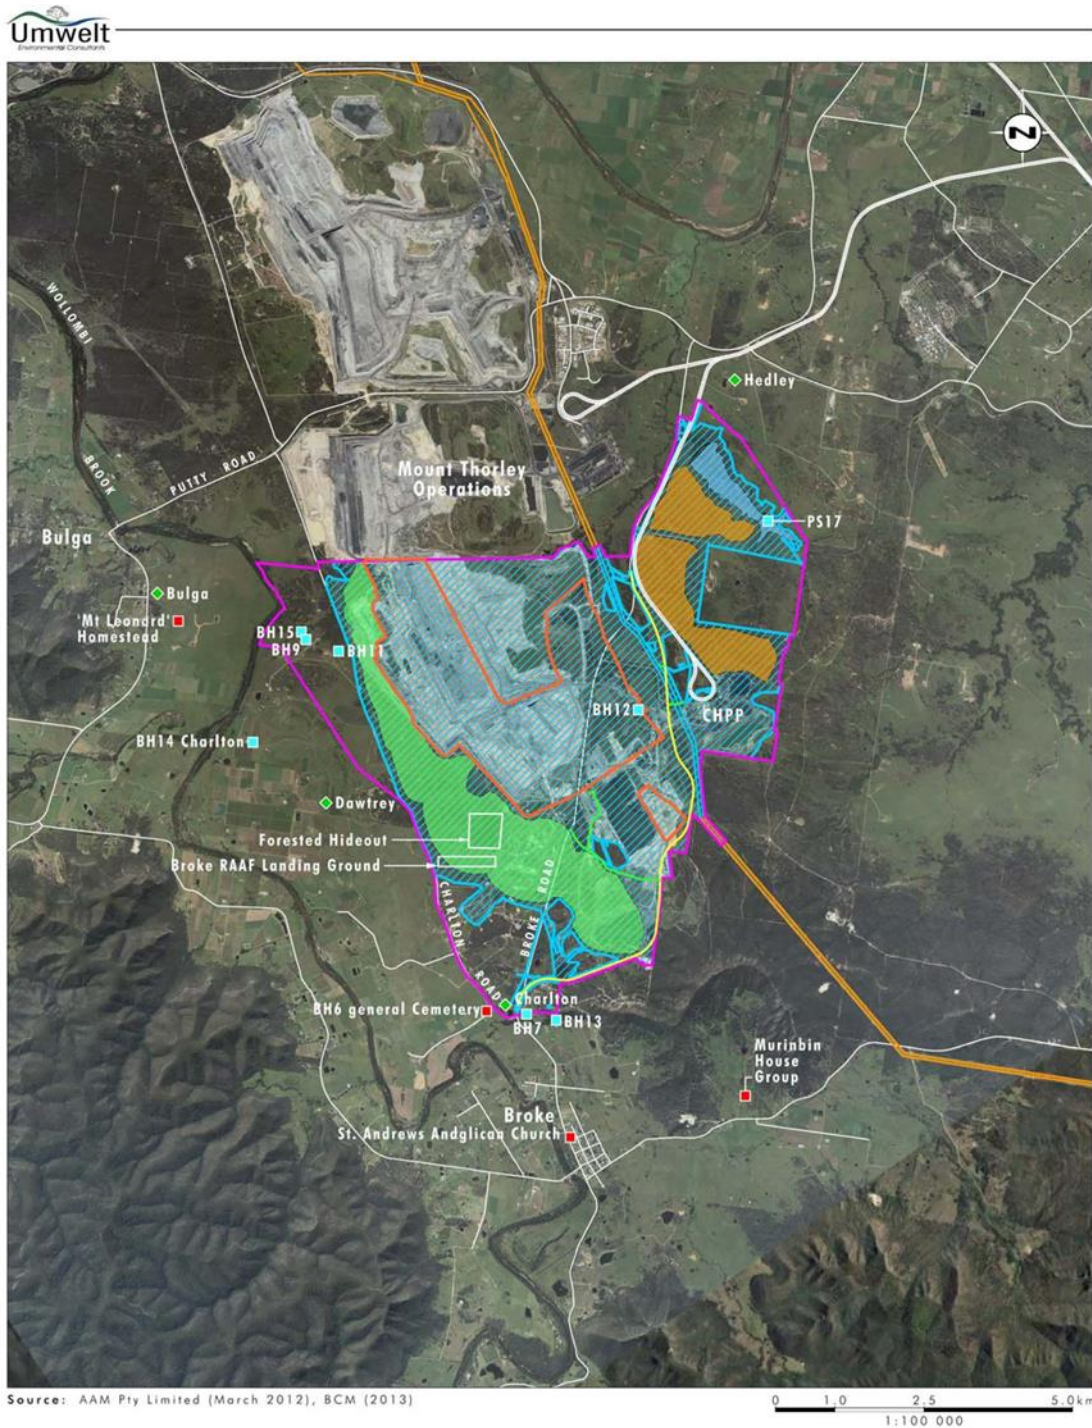 Umwelt
Environmental Consultants
N
WOLLOMBI
BROOK
PUTTY ROAD
Hedley
Mount Thorley
Operations
PS17
Bulga
Bulga
'Mt Leonard'
Homestead
BH15
BH9
BH11
BH12
CHPP
BH14 Charlton
Dawtrey
Forested Hideout
Broke RAAF Landing Ground
CHARLTON ROAD
BROKE ROAD
Charlton
BH6 general Cemetery
BH7
BH13
Murinbin
House
Group
Broke
St. Andrews Andglican Church
Source: AAM Pty Limited (March 2012), BCM (2013)
0 1.0 2.5 5.0km
1:100 000